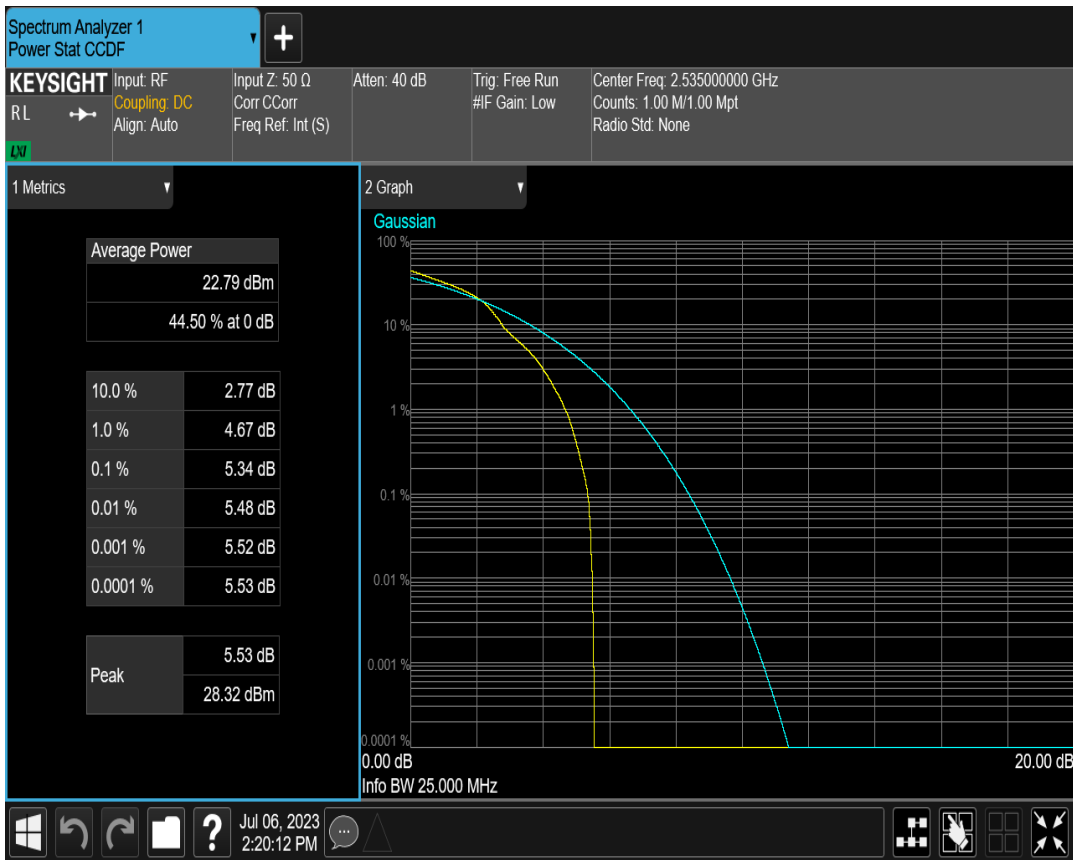 Spectrum Analyzer 1
Power Stat CCDF
KEYSIGHT
RL
LXI
Input: RF
Coupling: DC
Align: Auto
Input Z: 50 Ω
Corr CCorr
Freq Ref: Int (S)
Atten: 40 dB
Trig: Free Run
#IF Gain: Low
Center Freq: 2.535000000 GHz
Counts: 1.00 M/1.00 Mpt
Radio Std: None
1 Metrics
Average Power
22.79 dBm
44.50 % at 0 dB
10.0 % 2.77 dB
1.0 % 4.67 dB
0.1 % 5.34 dB
0.01 % 5.48 dB
0.001 % 5.52 dB
0.0001 % 5.53 dB
Peak
5.53 dB
28.32 dBm
2 Graph
Gaussian
100 %
10 %
1 %
0.1 %
0.01 %
0.001 %
0.0001 %
0.00 dB 20.00 dB
Info BW 25.000 MHz
Jul 06, 2023
2:20:12 PM